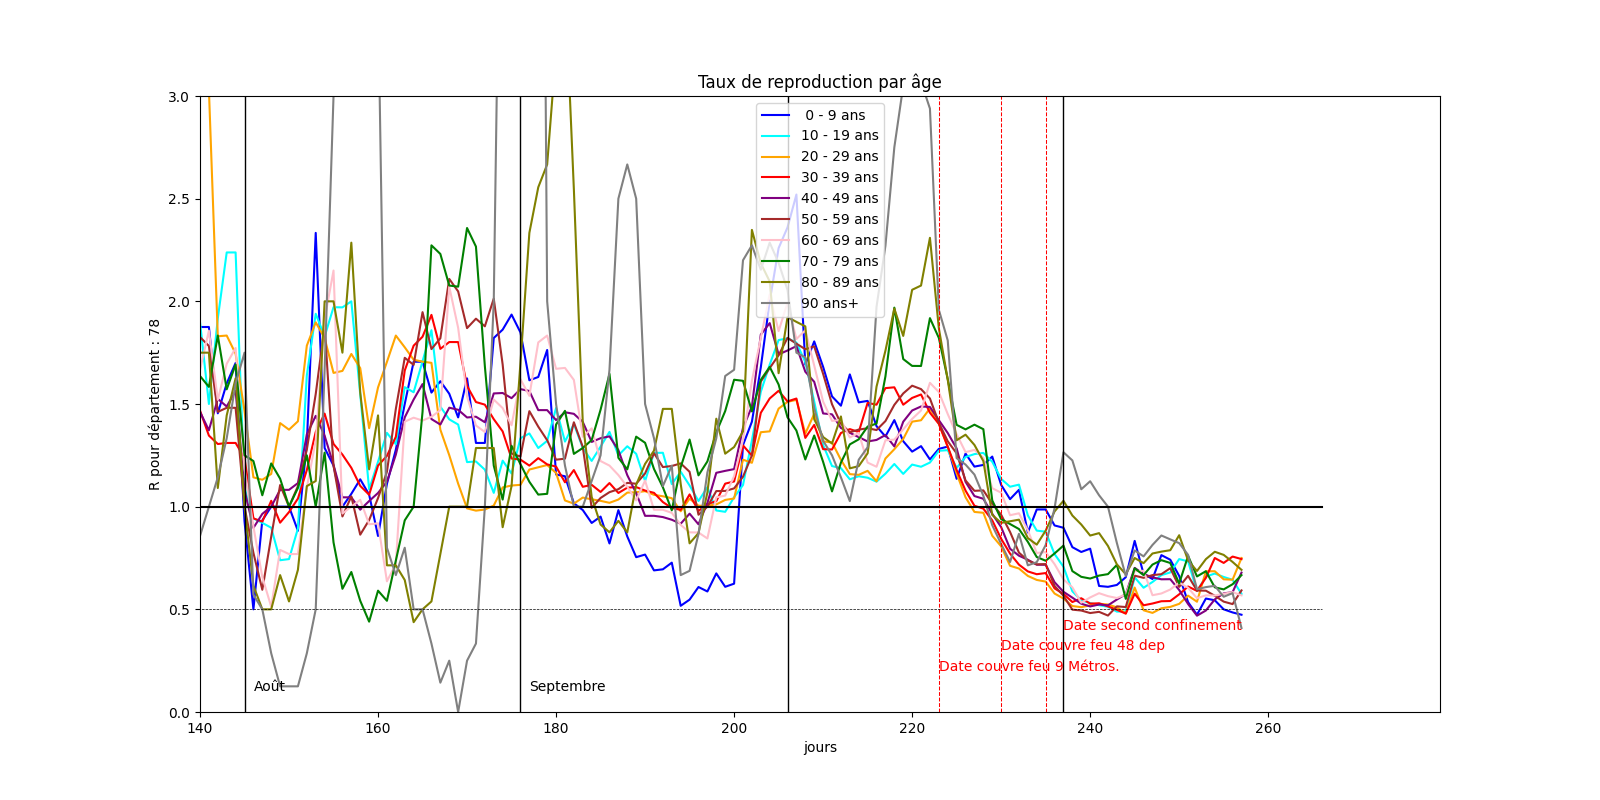 Taux de reproduction par âge
R pour département : 78
3.0
2.5
2.0
1.5
1.0
0.5
0.0
0 - 9 ans
10 - 19 ans
20 - 29 ans
30 - 39 ans
40 - 49 ans
50 - 59 ans
60 - 69 ans
70 - 79 ans
80 - 89 ans
90 ans+
Date second confinement
Date couvre feu 48 dep
Date couvre feu 9 Métros.
Août
Septembre
140
160
180
200
220
240
260
jours